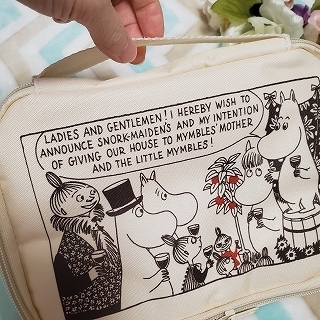 LADIES AND GENTLEMEN! I HEREBY WISH TO
ANNOUNCE SNORK-MAIDEN'S AND MY INTENTION
OF GIVING OUR HOUSE TO MYMBLES' MOTHER
AND THE LITTLE MYMBLES!